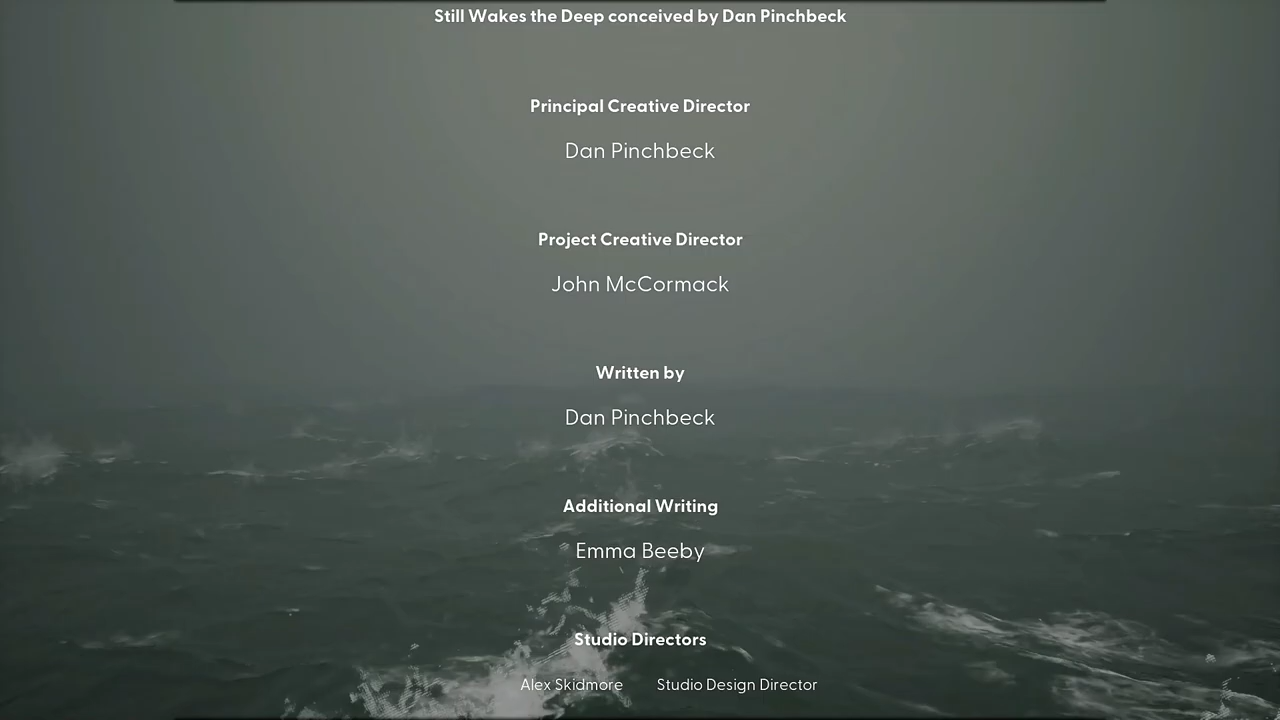 Still Wakes the Deep conceived by Dan Pinchbeck
Principal Creative Director
Dan Pinchbeck
Project Creative Director
John McCormack
Written by
Dan Pinchbeck
Additional Writing
Emma Beeby
Studio Directors
Alex Skidmore Studio Design Director